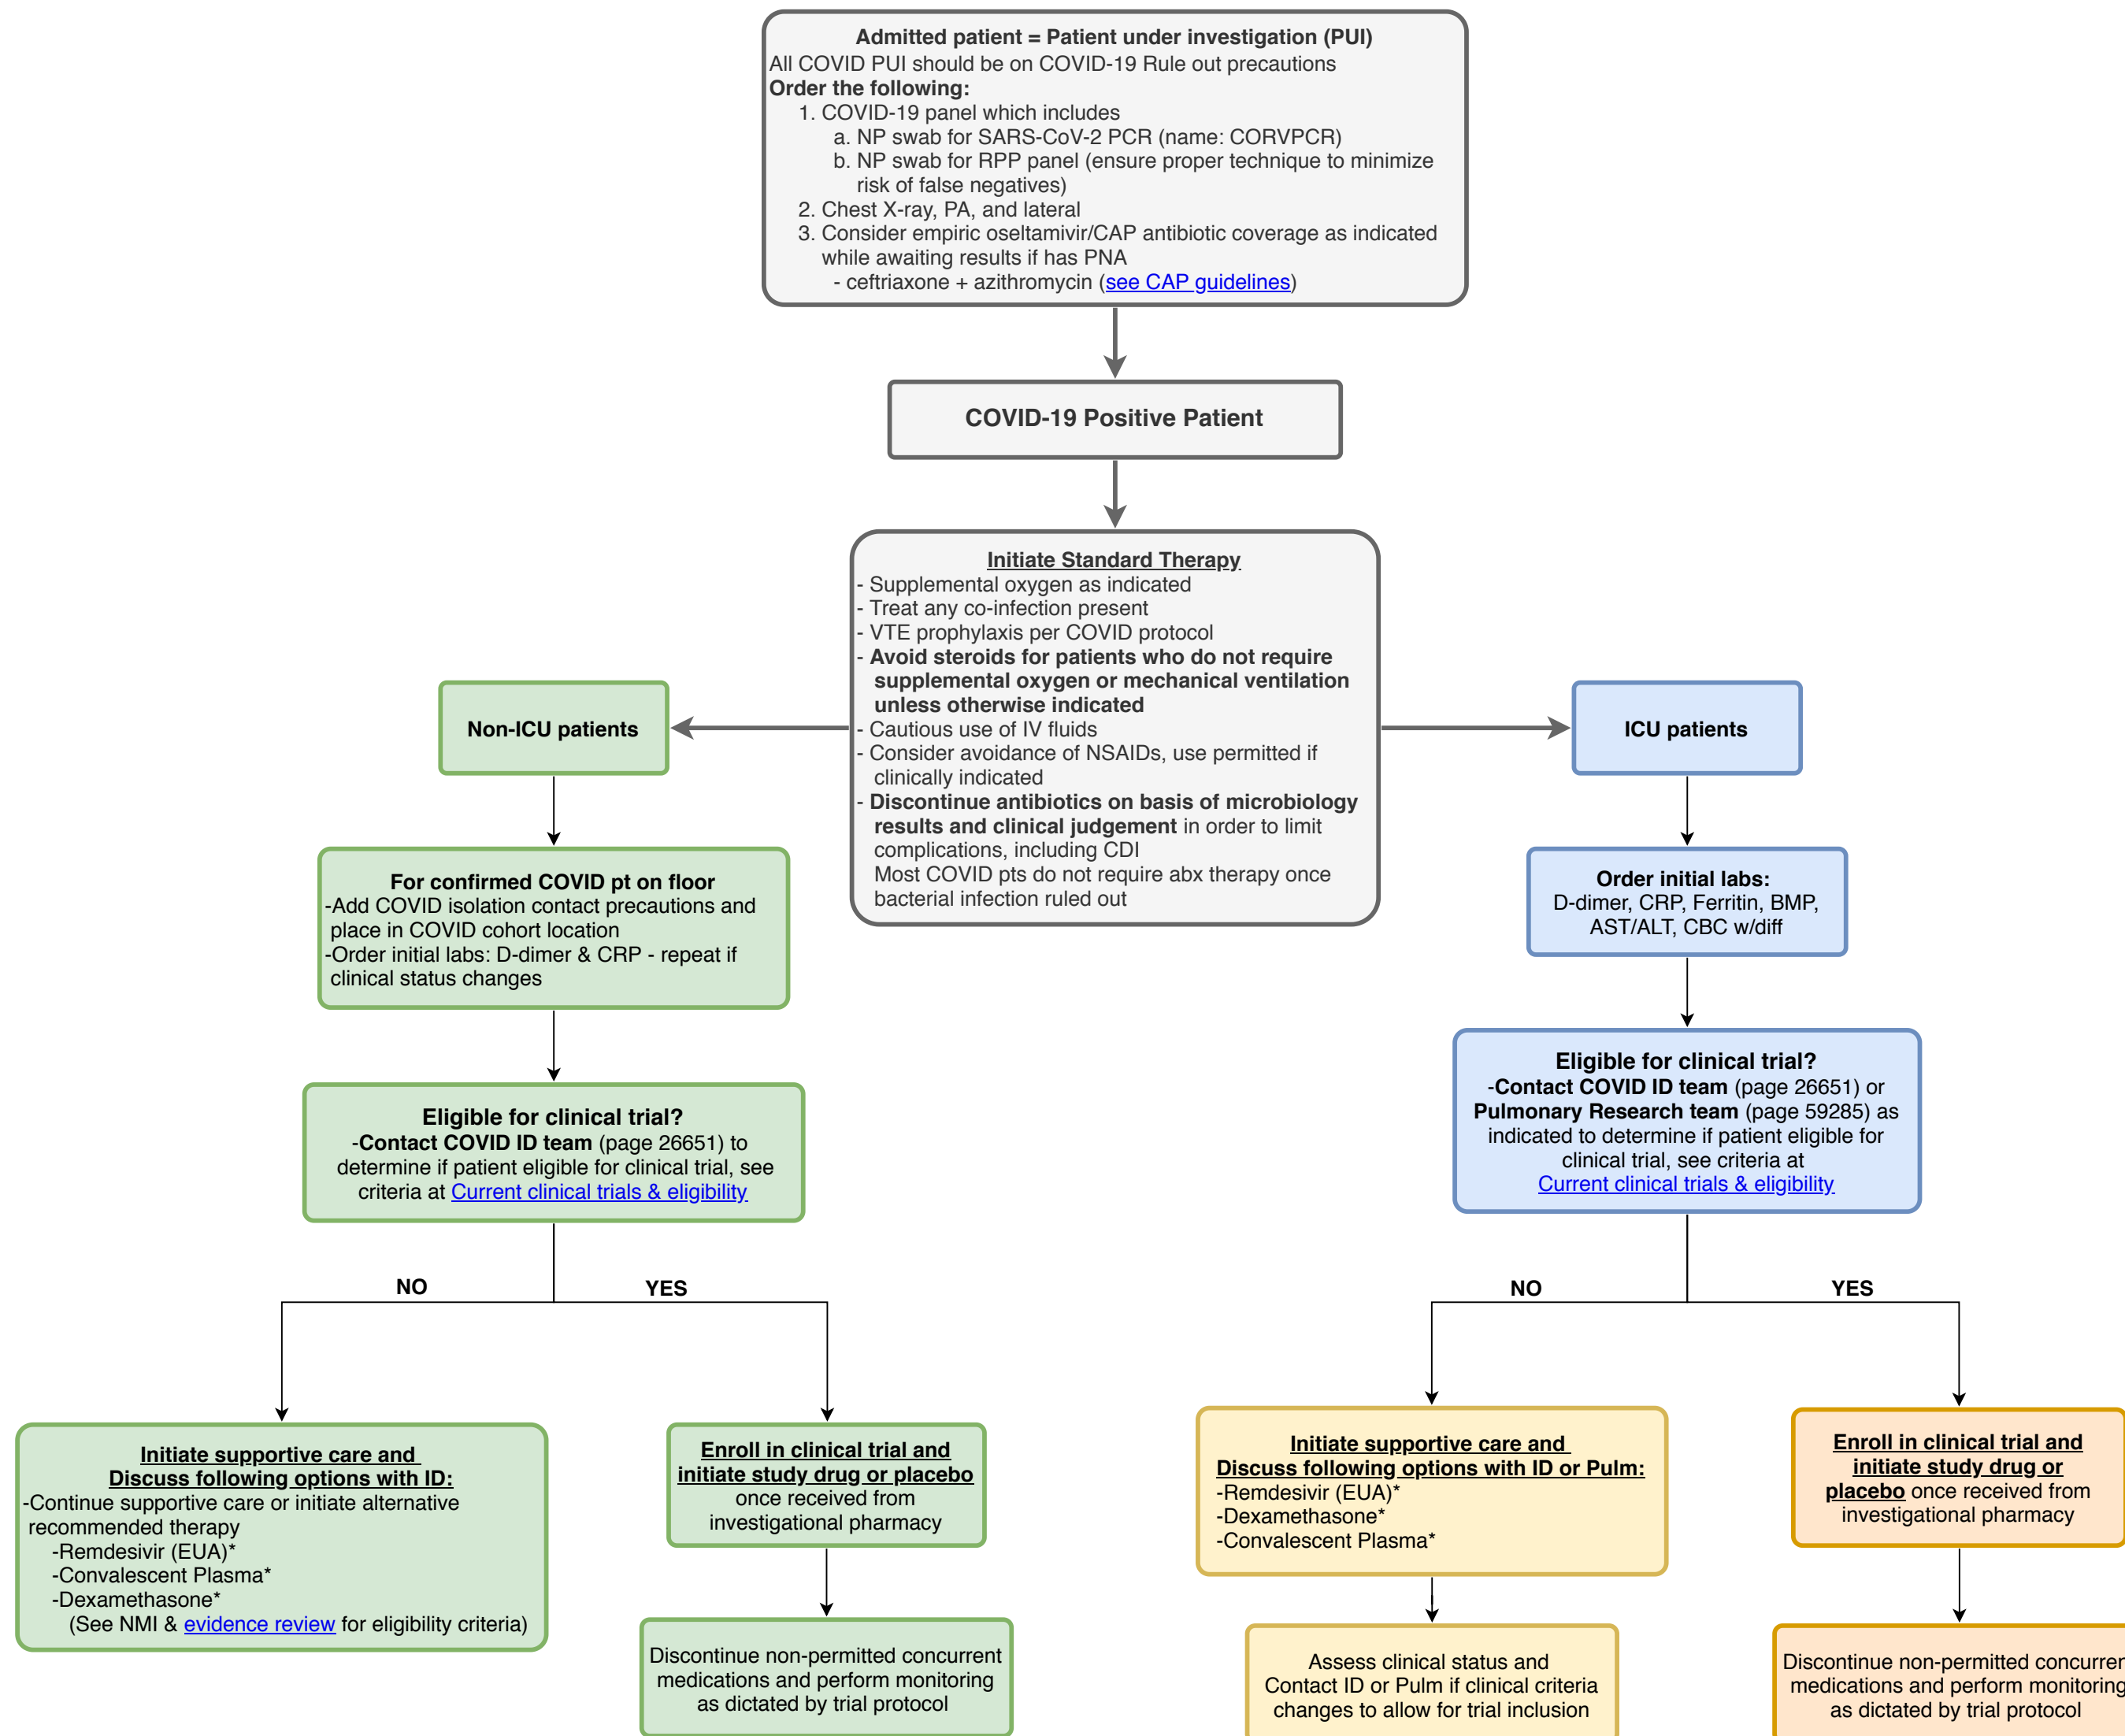 Admitted patient = Patient under investigation (PUI)
All COVID PUI should be on COVID-19 Rule out precautions
Order the following:
1. COVID-19 panel which includes
a. NP swab for SARS-CoV-2 PCR (name: CORVPCR)
b. NP swab for RPP panel (ensure proper technique to minimize
risk of false negatives)
2. Chest X-ray, PA, and lateral
3. Consider empiric oseltamivir/CAP antibiotic coverage as indicated
while awaiting results if has PNA
- ceftriaxone + azithromycin (see CAP guidelines)
COVID-19 Positive Patient
Initiate Standard Therapy
- Supplemental oxygen as indicated
- Treat any co-infection present
- VTE prophylaxis per COVID protocol
- Avoid steroids for patients who do not require
supplemental oxygen or mechanical ventilation
unless otherwise indicated
- Cautious use of IV fluids
- Consider avoidance of NSAIDs, use permitted if
clinically indicated
- Discontinue antibiotics on basis of microbiology
results and clinical judgement in order to limit
complications, including CDI
Most COVID pts do not require abx therapy once
bacterial infection ruled out
Non-ICU patients
For confirmed COVID pt on floor
-Add COVID isolation contact precautions and
place in COVID cohort location
-Order initial labs: D-dimer & CRP - repeat if
clinical status changes
Eligible for clinical trial?
-Contact COVID ID team (page 26651) to
determine if patient eligible for clinical trial, see
criteria at Current clinical trials & eligibility
NO
YES
Initiate supportive care and
Discuss following options with ID:
-Continue supportive care or initiate alternative
recommended therapy
-Remdesivir (EUA)*
-Convalescent Plasma*
-Dexamethasone*
(See NMI & evidence review for eligibility criteria)
Enroll in clinical trial and
initiate study drug or placebo
once received from
investigational pharmacy
Discontinue non-permitted concurrent
medications and perform monitoring
as dictated by trial protocol
ICU patients
Order initial labs:
D-dimer, CRP, Ferritin, BMP,
AST/ALT, CBC w/diff
Eligible for clinical trial?
-Contact COVID ID team (page 26651) or
Pulmonary Research team (page 59285) as
indicated to determine if patient eligible for
clinical trial, see criteria at
Current clinical trials & eligibility
NO
YES
Initiate supportive care and
Discuss following options with ID or Pulm:
-Remdesivir (EUA)*
-Dexamethasone*
-Convalescent Plasma*
Assess clinical status and
Contact ID or Pulm if clinical criteria
changes to allow for trial inclusion
Enroll in clinical trial and
initiate study drug or
placebo once received from
investigational pharmacy
Discontinue non-permitted concurren
medications and perform monitoring
as dictated by trial protocol